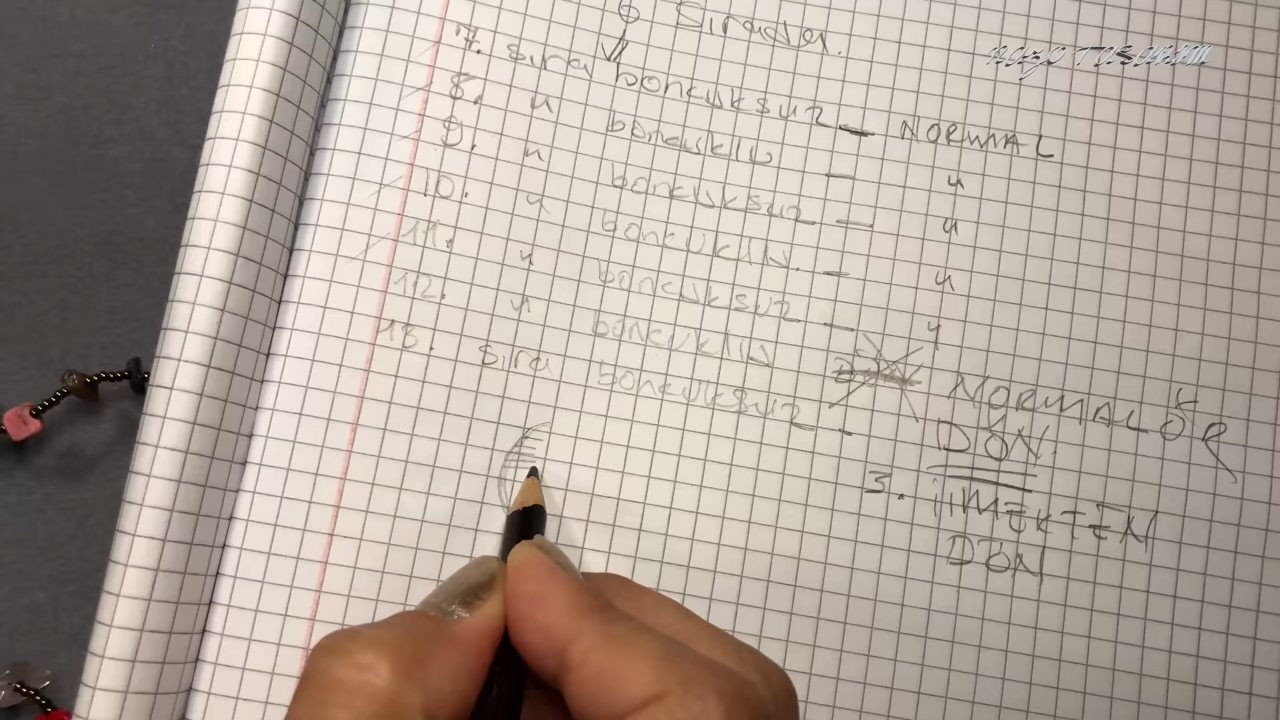 Sıradan.
7. sıra boncuksuz — NORMAL
8. " boncuklu — "
9. " boncuksuz — "
10. " boncuklu. — "
11. " boncuksuz — "
12. " boncuklu NORMAL ÖR
13. sıra boncuksuz - DÖN.
3. iLMEKTEN
DÖN